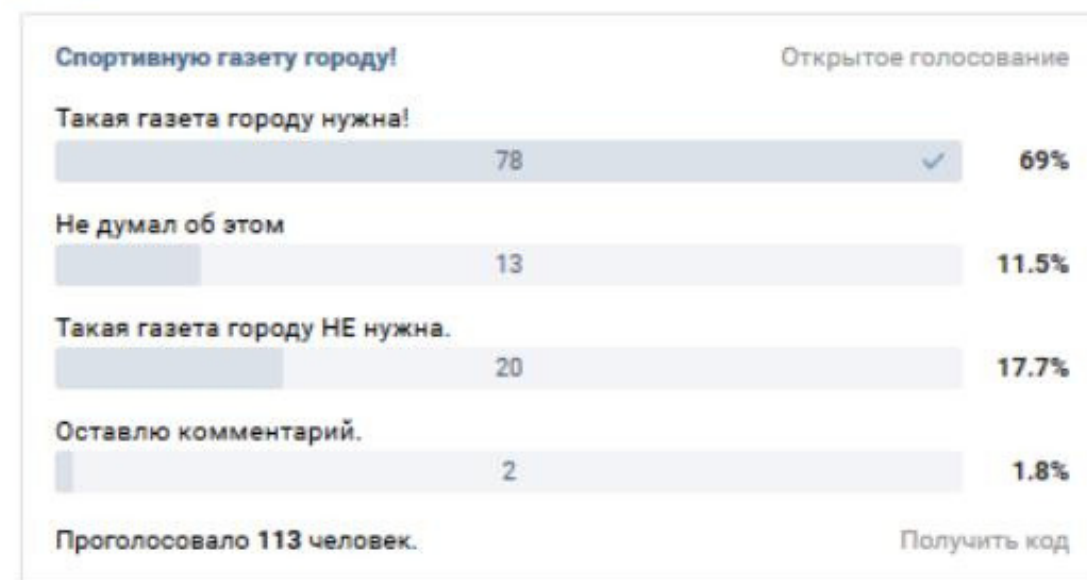 Спортивную газету городу! Открытое голосование
Такая газета городу нужна!
78 69%
Не думал об этом
13 11.5%
Такая газета городу НЕ нужна.
20 17.7%
Оставлю комментарий.
2 1.8%
Проголосовало 113 человек. Получить код